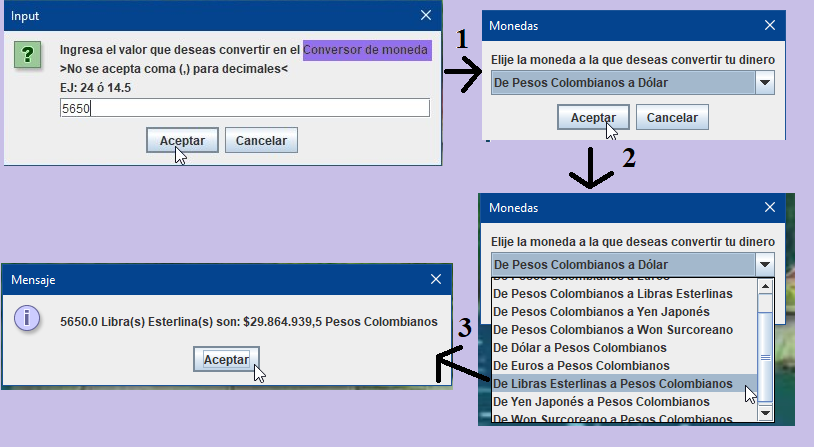 Input
Ingresa el valor que deseas convertir en el Conversor de moneda
>No se acepta coma (,) para decimales<
EJ: 24 ó 14.5
5650
Aceptar Cancelar
1
Monedas
Elije la moneda a la que deseas convertir tu dinero
De Pesos Colombianos a Dólar
Aceptar Cancelar
2
Monedas
Elije la moneda a la que deseas convertir tu dinero
De Pesos Colombianos a Dólar
De Pesos Colombianos a Euros
De Pesos Colombianos a Libras Esterlinas
De Pesos Colombianos a Yen Japonés
De Pesos Colombianos a Won Surcoreano
De Dólar a Pesos Colombianos
De Euros a Pesos Colombianos
De Libras Esterlinas a Pesos Colombianos
De Yen Japonés a Pesos Colombianos
De Won Surcoreano a Pesos Colombianos
3
Mensaje
5650.0 Libra(s) Esterlina(s) son: $29.864.939,5 Pesos Colombianos
Aceptar